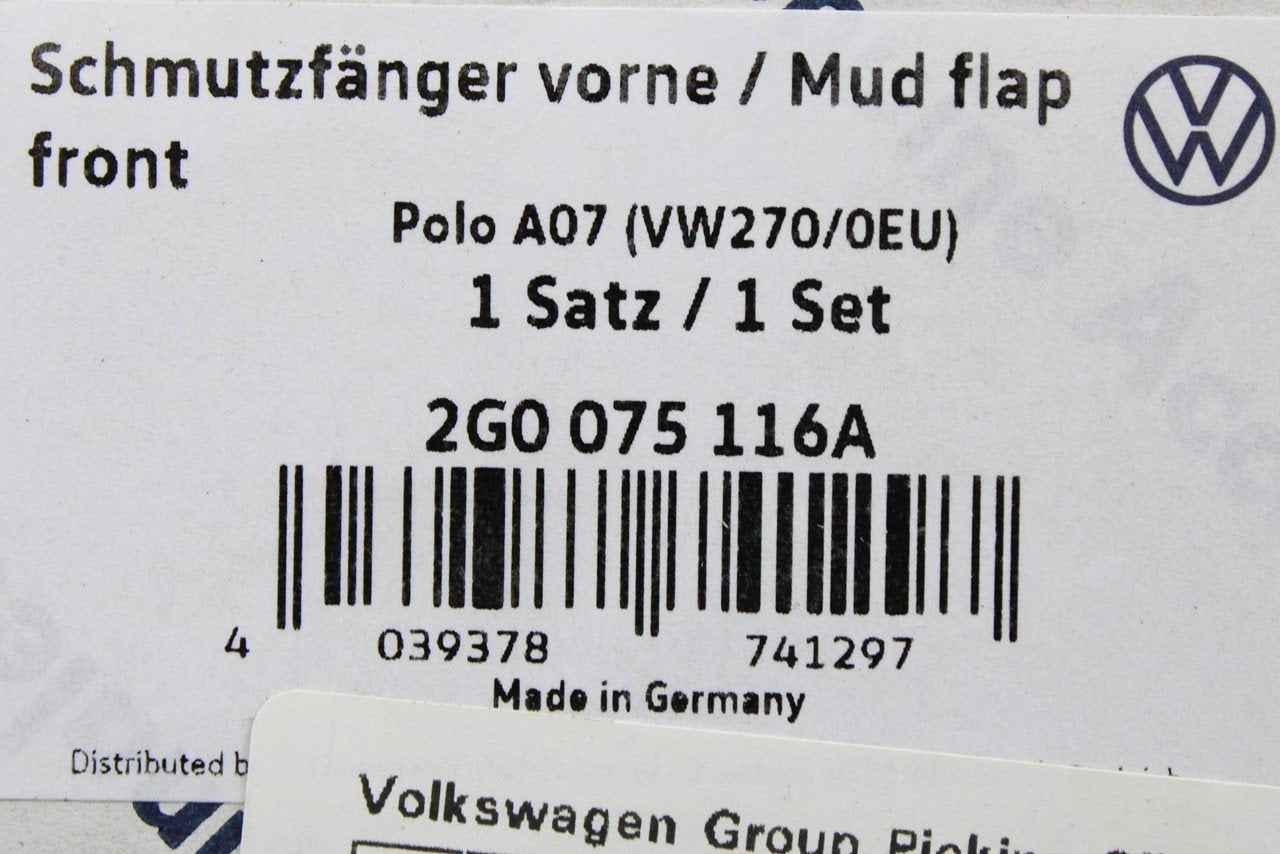 Schmutzfänger vorne / Mud flap
front
Polo A07 (VW270/0EU)
1 Satz / 1 Set
2G0 075 116A
4 039378 741297
Made in Germany
Distributed
Volkswagen Group